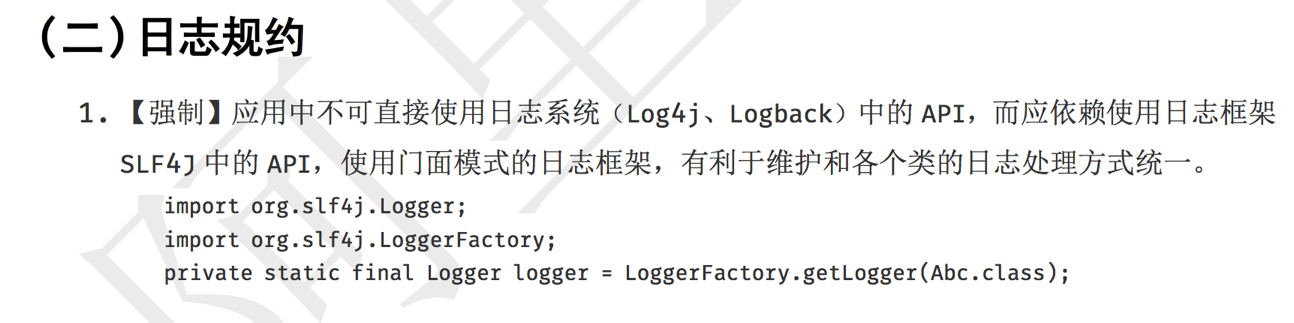 (二)日志规约
1. 【强制】应用中不可直接使用日志系统（Log4j、Logback）中的 API，而应依赖使用日志框架
SLF4J 中的 API，使用门面模式的日志框架，有利于维护和各个类的日志处理方式统一。
import org.slf4j.Logger;
import org.slf4j.LoggerFactory;
private static final Logger logger = LoggerFactory.getLogger(Abc.class);